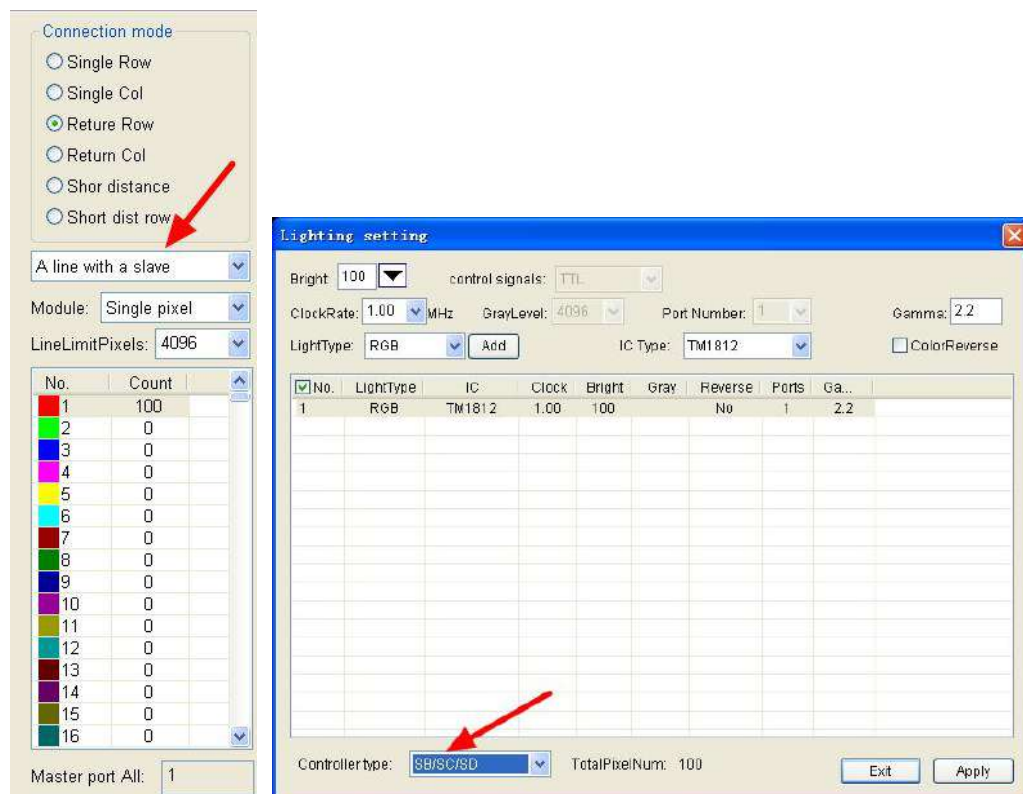 Connection mode
Single Row
Single Col
Reture Row
Return Col
Shor distance
Short dist row
A line with a slave
Module: Single pixel
LineLimitPixels: 4096
No. Count
1 100
2 0
3 0
4 0
5 0
6 0
7 0
8 0
9 0
10 0
11 0
12 0
13 0
14 0
15 0
16 0
Master port All: 1
Lighting setting
Bright 100 control signals: TTL
ClockRate: 1.00 MHz GrayLevel: 4096 Port Number: 1 Gamma: 2.2
LightType: RGB Add IC Type: TM1812 ColorReverse
No. LightType IC Clock Bright Gray Reverse Ports Ga...
1 RGB TM1812 1.00 100 No 1 2.2
Controllertype: SB/SC/SD TotalPixelNum: 100
Exit Apply